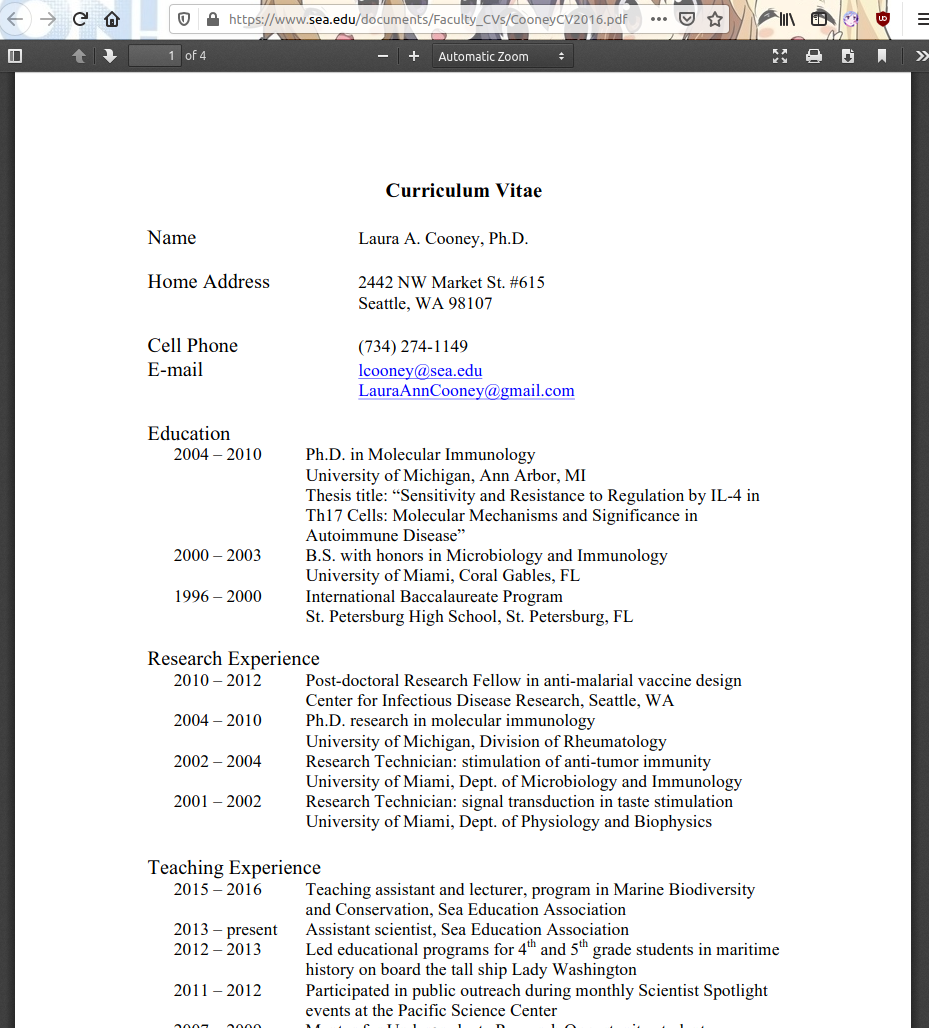 https://www.sea.edu/documents/Faculty_CVs/CooneyCV2016.pdf
1 of 4
Automatic Zoom
Curriculum Vitae
Name Laura A. Cooney, Ph.D.
Home Address 2442 NW Market St. #615
Seattle, WA 98107
Cell Phone (734) 274-1149
E-mail lcooney@sea.edu
LauraAnnCooney@gmail.com
Education
2004 – 2010 Ph.D. in Molecular Immunology
University of Michigan, Ann Arbor, MI
Thesis title: “Sensitivity and Resistance to Regulation by IL-4 in
Th17 Cells: Molecular Mechanisms and Significance in
Autoimmune Disease”
2000 – 2003 B.S. with honors in Microbiology and Immunology
University of Miami, Coral Gables, FL
1996 – 2000 International Baccalaureate Program
St. Petersburg High School, St. Petersburg, FL
Research Experience
2010 – 2012 Post-doctoral Research Fellow in anti-malarial vaccine design
Center for Infectious Disease Research, Seattle, WA
2004 – 2010 Ph.D. research in molecular immunology
University of Michigan, Division of Rheumatology
2002 – 2004 Research Technician: stimulation of anti-tumor immunity
University of Miami, Dept. of Microbiology and Immunology
2001 – 2002 Research Technician: signal transduction in taste stimulation
University of Miami, Dept. of Physiology and Biophysics
Teaching Experience
2015 – 2016 Teaching assistant and lecturer, program in Marine Biodiversity
and Conservation, Sea Education Association
2013 – present Assistant scientist, Sea Education Association
2012 – 2013 Led educational programs for 4th and 5th grade students in maritime
history on board the tall ship Lady Washington
2011 – 2012 Participated in public outreach during monthly Scientist Spotlight
events at the Pacific Science Center